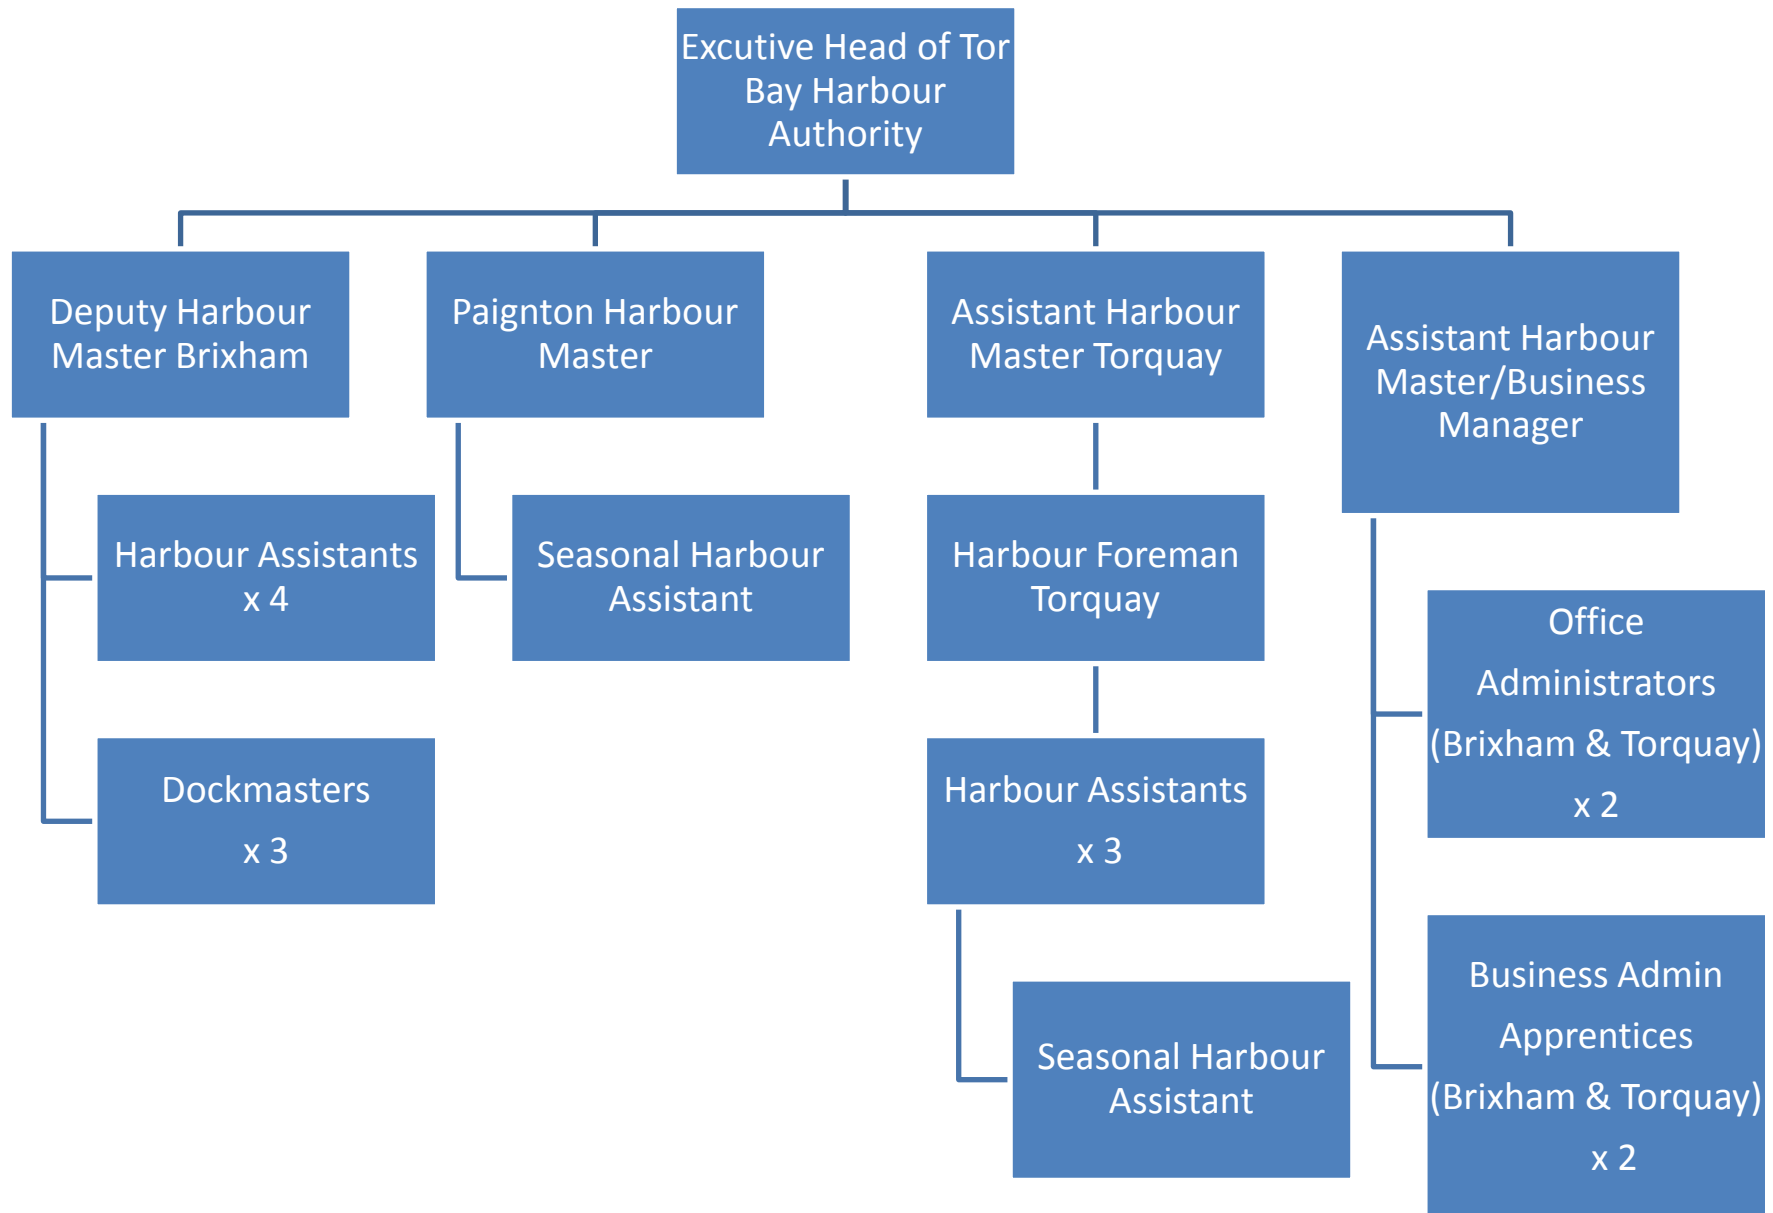 Excutive Head of Tor
Bay Harbour
Authority
Deputy Harbour
Master Brixham
Paignton Harbour
Master
Assistant Harbour
Master Torquay
Assistant Harbour
Master/Business
Manager
Harbour Assistants
x 4
Seasonal Harbour
Assistant
Harbour Foreman
Torquay
Office
Administrators
(Brixham & Torquay)
x 2
Dockmasters
x 3
Harbour Assistants
x 3
Business Admin
Apprentices
(Brixham & Torquay)
x 2
Seasonal Harbour
Assistant